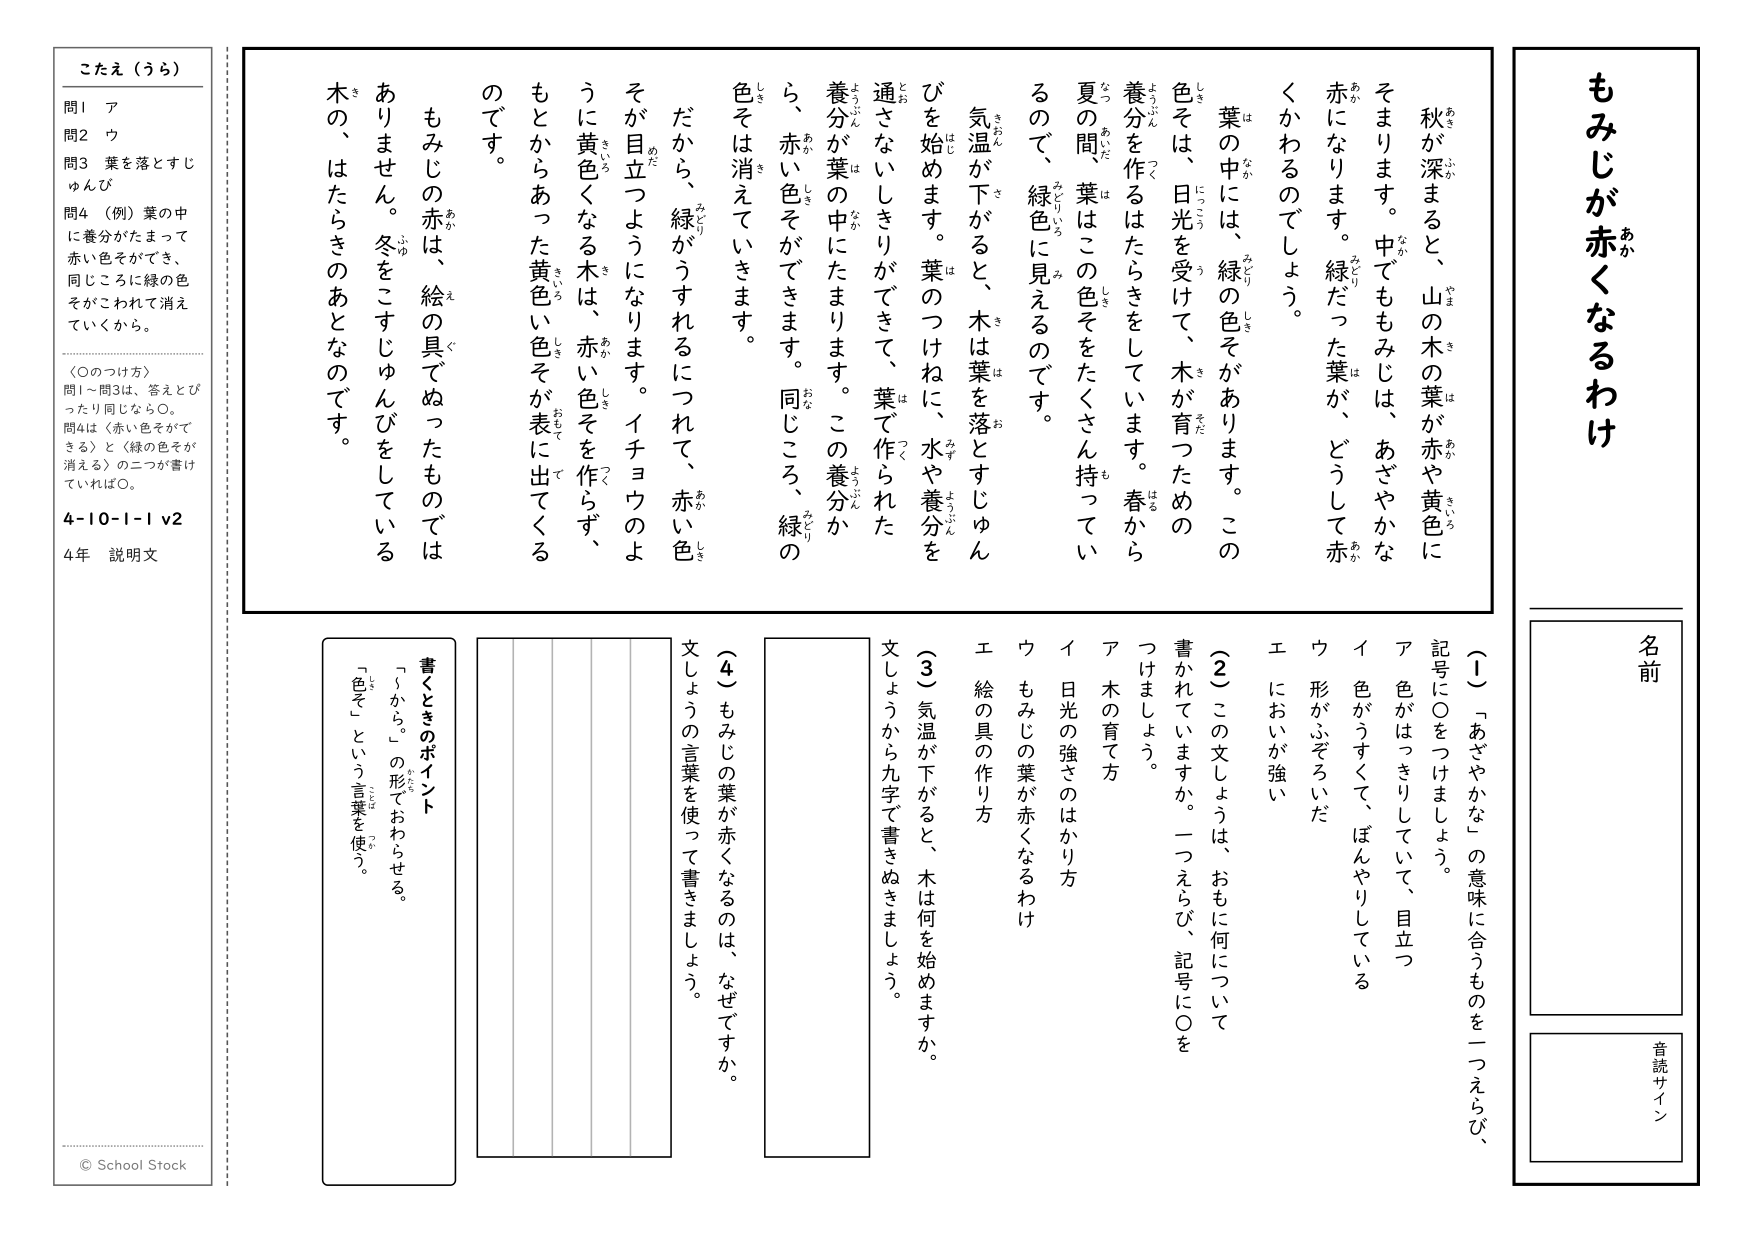 もみじが赤くなるわけ
名前
音読サイン
秋が深まると、山の木の葉が赤や黄色に
そまります。中でももみじは、あざやかな
赤になります。緑だった葉が、どうして赤
くかわるのでしょう。
葉の中には、緑の色そがあります。この
色そは、日光を受けて、木が育つための
養分を作るはたらきをしています。春から
夏の間、葉はこの色そをたくさん持ってい
るので、緑色に見えるのです。
気温が下がると、木は葉を落とすじゅん
びを始めます。葉のつけねに、水や養分を
通さないしきりができて、葉で作られた
養分が葉の中にたまります。この養分か
ら、赤い色そができます。同じころ、緑の
色そは消えていきます。
だから、緑がうすれるにつれて、赤い色
そが目立つようになります。イチョウのよ
うに黄色くなる木は、赤い色そを作らず、
もとからあった黄色い色そが表に出てくる
のです。
もみじの赤は、絵の具でぬったものでは
ありません。冬をこすじゅんびをしている
木の、はたらきのあとなのです。
(1)「あざやかな」の意味に合うものを一つえらび、
記号に○をつけましょう。
ア 色がはっきりしていて、目立つ
イ 色がうすくて、ぼんやりしている
ウ 形がふぞろいだ
エ においが強い
(2)この文しょうは、おもに何について
書かれていますか。一つえらび、記号に○を
つけましょう。
ア 木の育て方
イ 日光の強さのはかり方
ウ もみじの葉が赤くなるわけ
エ 絵の具の作り方
(3)気温が下がると、木は何を始めますか。
文しょうから九字で書きぬきましょう。
(4)もみじの葉が赤くなるのは、なぜですか。
文しょうの言葉を使って書きましょう。
書くときのポイント
「~から。」の形でおわらせる。
「色そ」という言葉を使う。
こたえ(うら)
問1 ア
問2 ウ
問3 葉を落とすじ
ゅんび
問4 (例)葉の中
に養分がたまって
赤い色そができ、
同じころに緑の色
そがこわれて消え
ていくから。
〈○のつけ方〉
問1~問3は、答えとぴ
ったり同じなら○。
問4は〈赤い色そがで
きる〉と〈緑の色そが
消える〉の二つが書け
ていれば○。
4-10-1-1 v2
4年 説明文
© School Stock